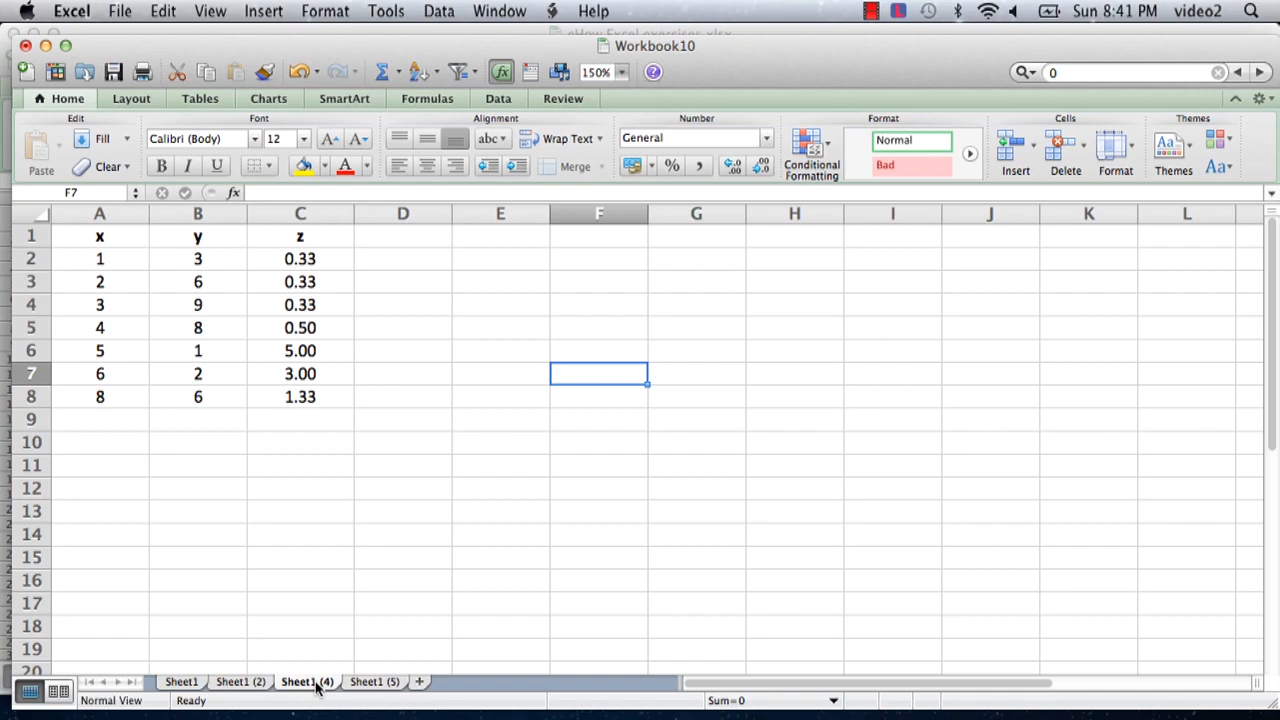 Excel File Edit View Insert Format Tools Data Window Help Sun 8:41 PM video2
Workbook10
150% 0
Home Layout Tables Charts SmartArt Formulas Data Review
Edit Font Alignment Number Format Cells Themes
Fill Calibri (Body) 12 A A abc Wrap Text General Normal
Paste Clear B I U A Merge % Bad Conditional Formatting Insert Delete Format Themes Aa
F7 fx
A B C D E F G H I J K L
1 x y z
2 1 3 0.33
3 2 6 0.33
4 3 9 0.33
5 4 8 0.50
6 5 1 5.00
7 6 2 3.00
8 8 6 1.33
9
10
11
12
13
14
15
16
17
18
19
20
Sheet1 Sheet1 (2) Sheet1 (4) Sheet1 (5) +
Normal View Ready Sum=0